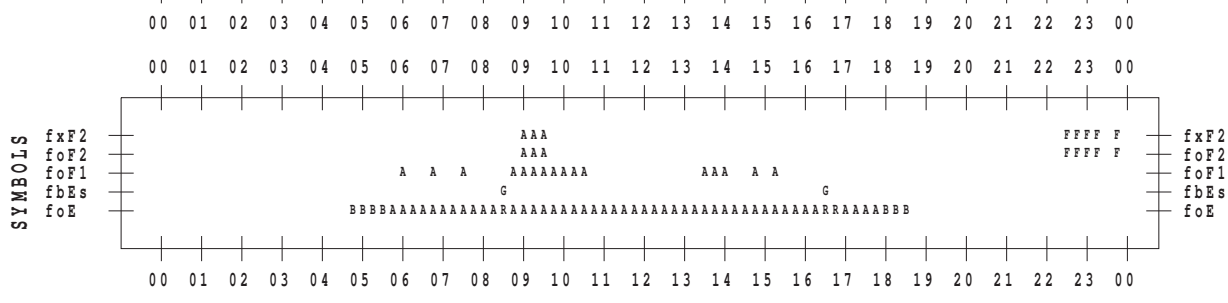 00 01 02 03 04 05 06 07 08 09 10 11 12 13 14 15 16 17 18 19 20 21 22 23 00
00 01 02 03 04 05 06 07 08 09 10 11 12 13 14 15 16 17 18 19 20 21 22 23 00
SYMBOLS
fxF2 AAA FFFF F fxF2
foF2 AAA FFFF F foF2
foF1 A A A AAAAAAAA AAA A A foF1
fbEs G G fbEs
foE BBBBAAAAAAAAAAARAAAAAAAAAAAAAAAAAAAAAAAAAAAAAAARRAAAABBB foE
00 01 02 03 04 05 06 07 08 09 10 11 12 13 14 15 16 17 18 19 20 21 22 23 00